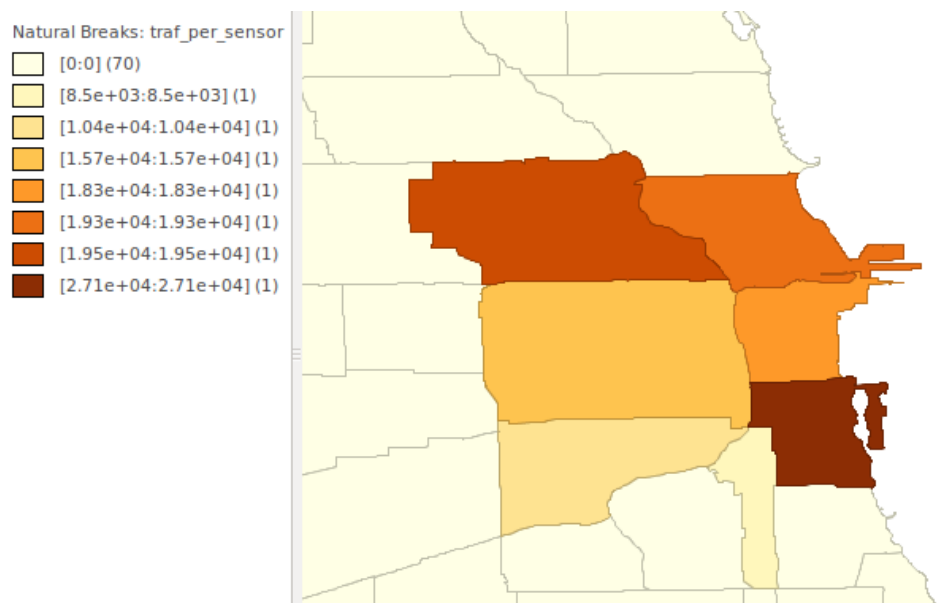 Natural Breaks: traf_per_sensor
[0:0] (70)
[8.5e+03:8.5e+03] (1)
[1.04e+04:1.04e+04] (1)
[1.57e+04:1.57e+04] (1)
[1.83e+04:1.83e+04] (1)
[1.93e+04:1.93e+04] (1)
[1.95e+04:1.95e+04] (1)
[2.71e+04:2.71e+04] (1)